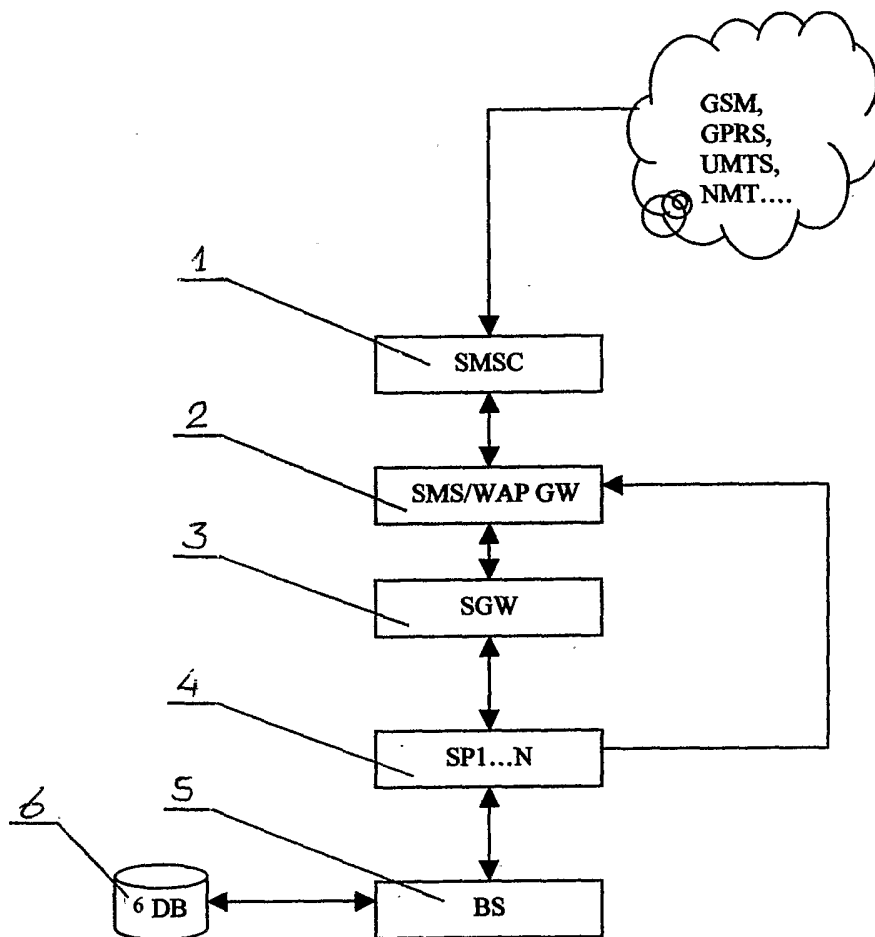 GSM,
GPRS,
UMTS,
NMT....
1
SMSC
2
SMS/WAP GW
3
SGW
4
SP1...N
5
6
6 DB
BS